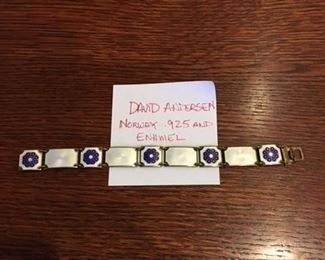 DAVID ANDERSEN
NORWAY .925 AND
ENAMEL